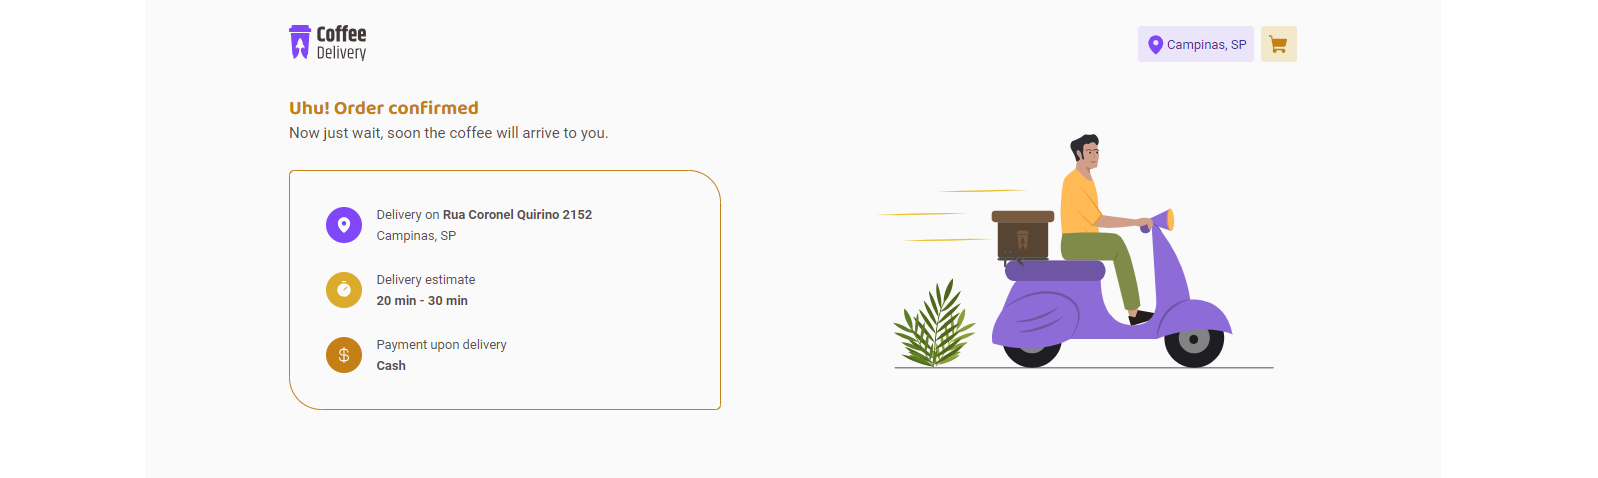 Coffee
Delivery
Campinas, SP
Uhu! Order confirmed
Now just wait, soon the coffee will arrive to you.
Delivery on Rua Coronel Quirino 2152
Campinas, SP
Delivery estimate
20 min - 30 min
Payment upon delivery
Cash